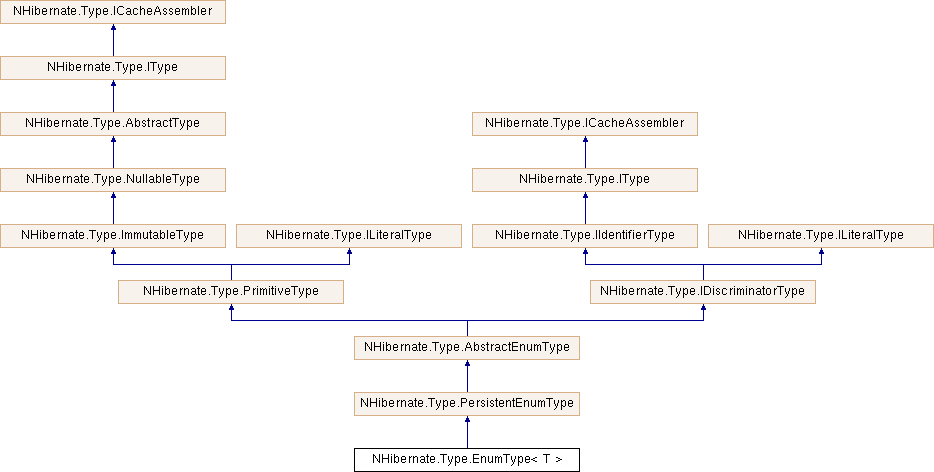 NHibernate.Type.ICacheAssembler
NHibernate.Type.IType
NHibernate.Type.AbstractType
NHibernate.Type.ICacheAssembler
NHibernate.Type.NullableType
NHibernate.Type.IType
NHibernate.Type.ImmutableType
NHibernate.Type.ILiteralType
NHibernate.Type.IIdentifierType
NHibernate.Type.ILiteralType
NHibernate.Type.PrimitiveType
NHibernate.Type.IDiscriminatorType
NHibernate.Type.AbstractEnumType
NHibernate.Type.PersistentEnumType
NHibernate.Type.EnumType< T >